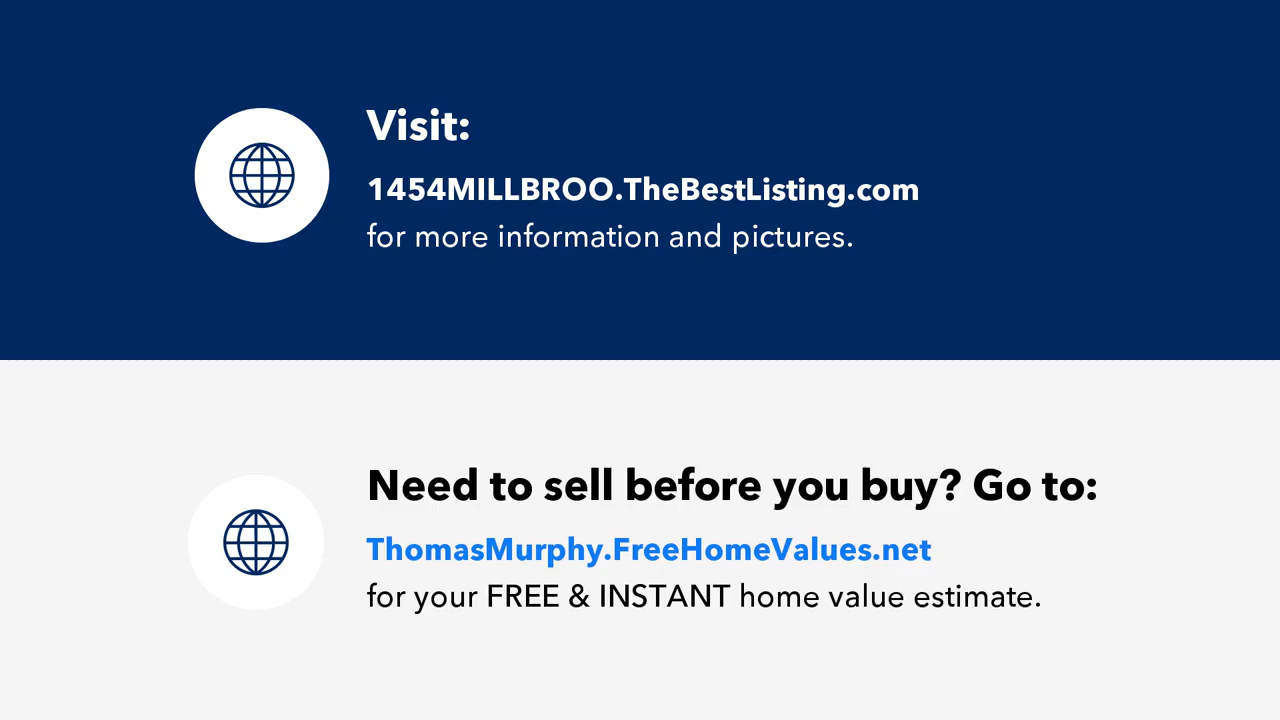 Visit:
1454MILLBROO.TheBestListing.com
for more information and pictures.
Need to sell before you buy? Go to:
ThomasMurphy.FreeHomeValues.net
for your FREE & INSTANT home value estimate.